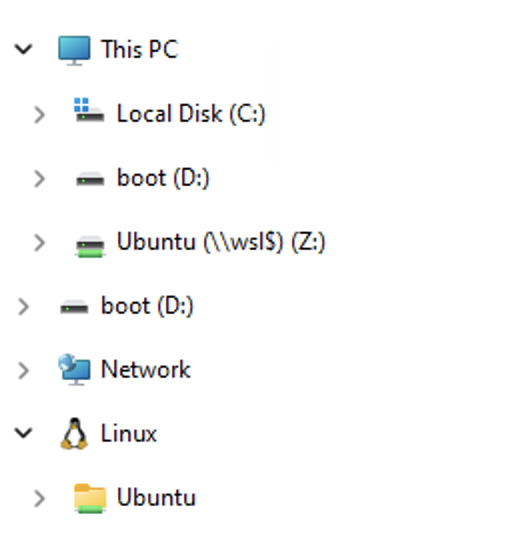 This PC
Local Disk (C:)
boot (D:)
Ubuntu (\\wsl$) (Z:)
boot (D:)
Network
Linux
Ubuntu